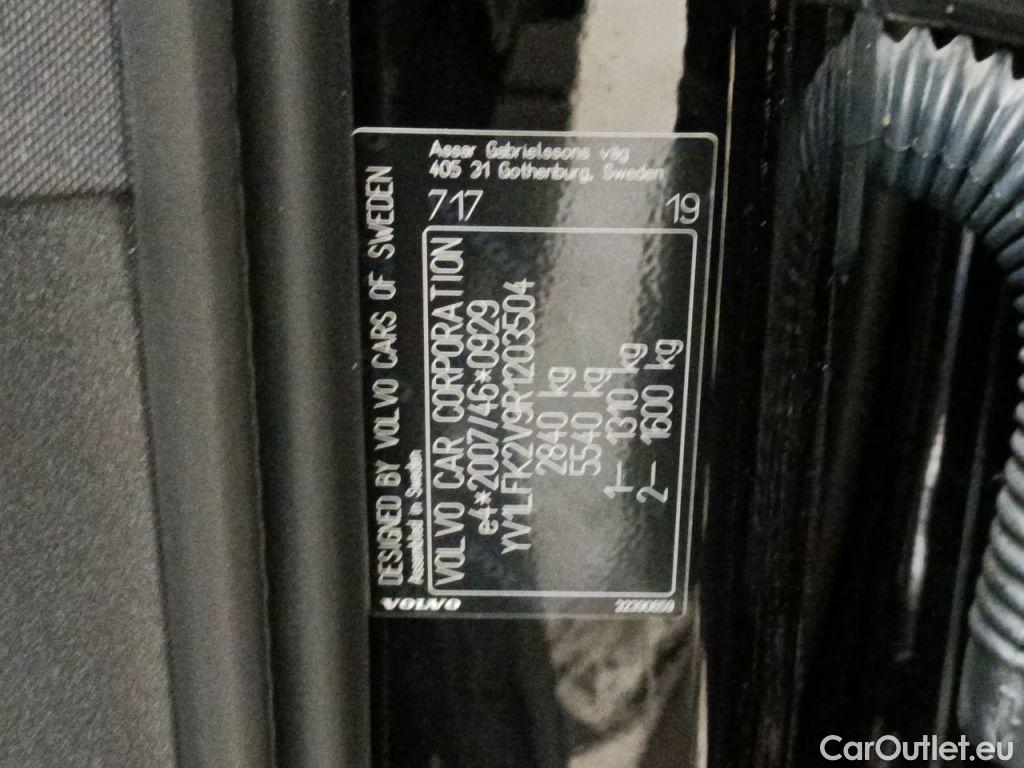 Assar Gabrielssons väg
405 31 Gothenburg, Sweden
717 19
DESIGNED BY VOLVO CARS OF SWEDEN
Assembled in Sweden
VOLVO CAR CORPORATION
e4*2007/46*0929
YV1LFK2V9R1203504
2840 kg
5540 kg
1– 1310 kg
2– 1600 kg
VOLVO
CarOutlet.eu